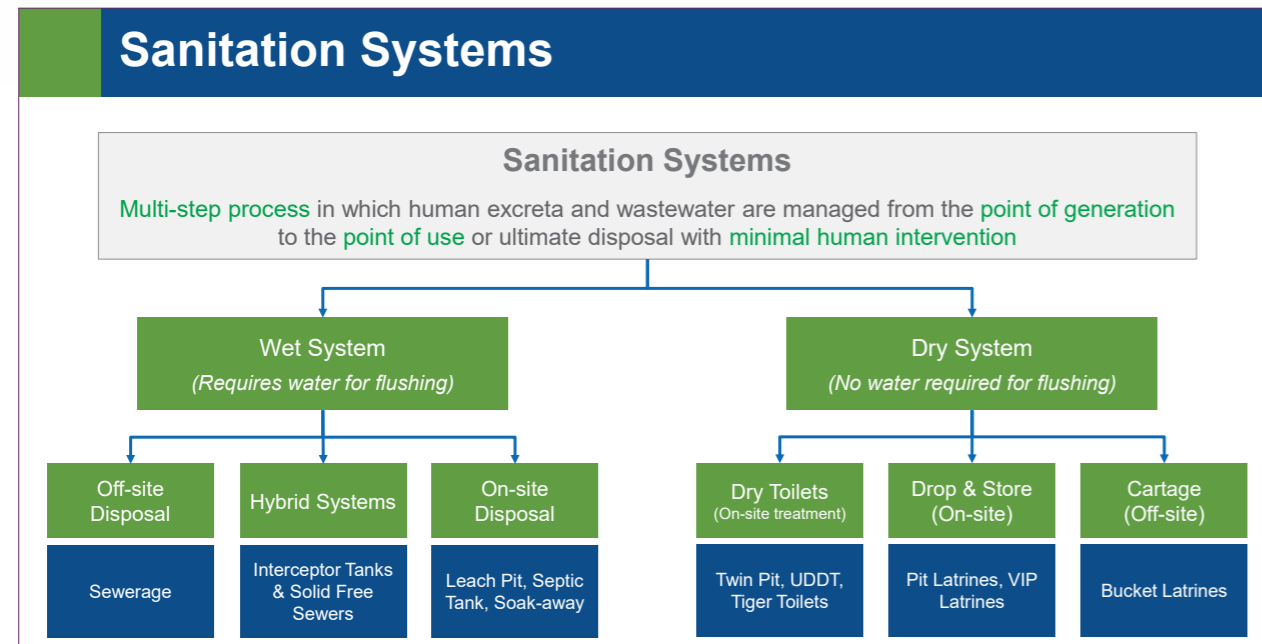 Sanitation Systems
Sanitation Systems
Multi-step process in which human excreta and wastewater are managed from the point of generation
to the point of use or ultimate disposal with minimal human intervention
Wet System
(Requires water for flushing)
Dry System
(No water required for flushing)
Off-site
Disposal
Hybrid Systems
On-site
Disposal
Dry Toilets
(On-site treatment)
Drop & Store
(On-site)
Cartage
(Off-site)
Sewerage
Interceptor Tanks
& Solid Free
Sewers
Leach Pit, Septic
Tank, Soak-away
Twin Pit, UDDT,
Tiger Toilets
Pit Latrines, VIP
Latrines
Bucket Latrines